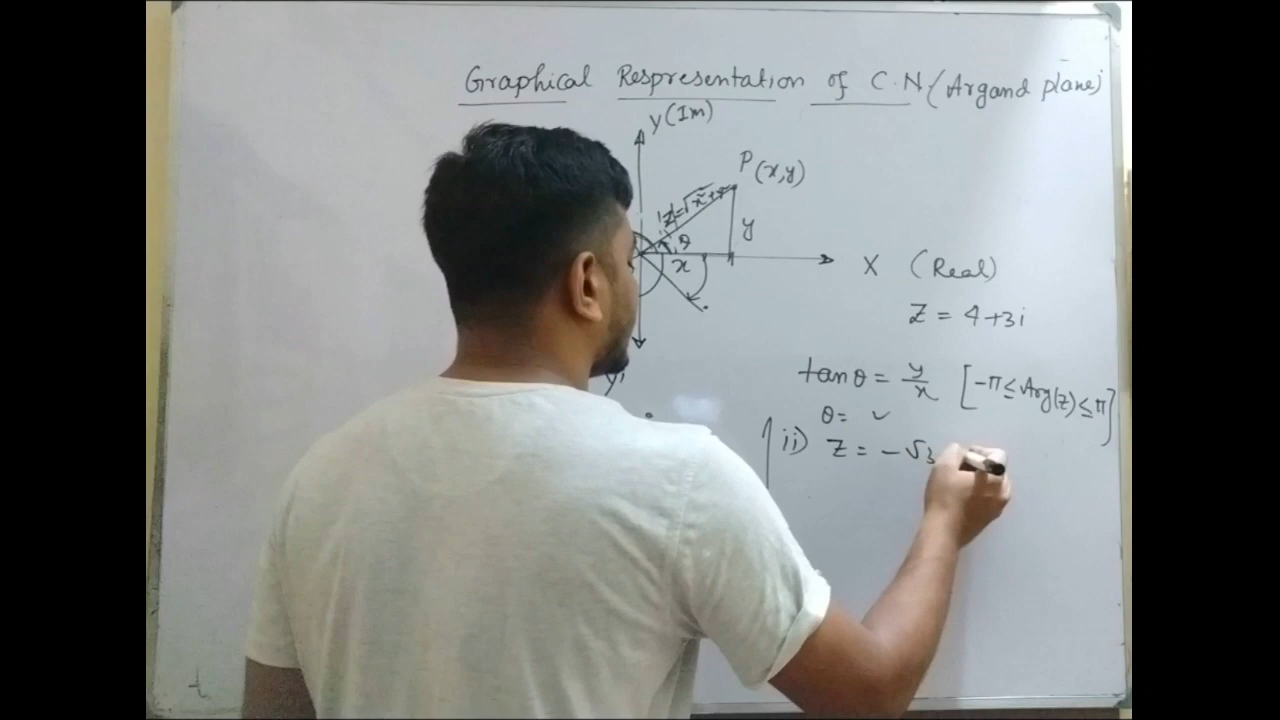 Graphical Respresentation of C.N (Argand plane)
Y (Im)
P (x,y)
|z|=√x²+y²
y
θ
x
X (Real)
Z = 4+3i
tanθ = y/x [-π ≤ Arg(z) ≤ π]
θ = ✓
Y'
ii) Z = -√3